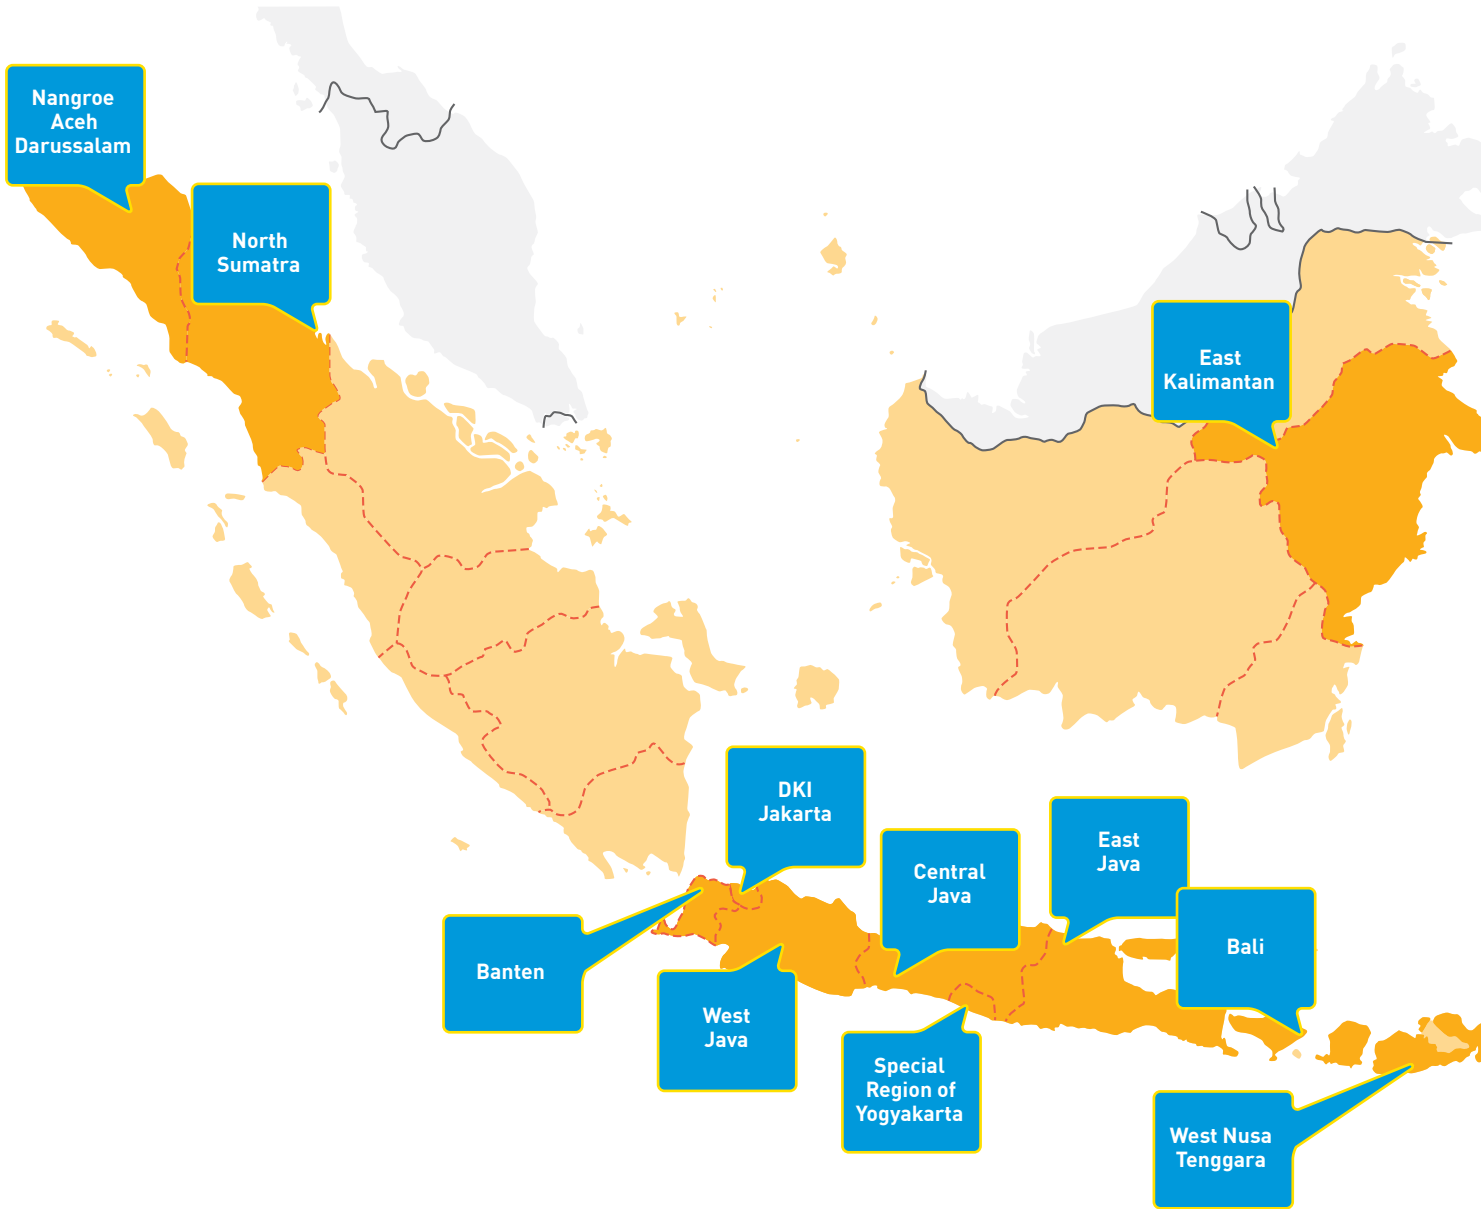 Nangroe
Aceh
Darussalam
North
Sumatra
East
Kalimantan
DKI
Jakarta
Central
Java
East
Java
Bali
Banten
West
Java
Special
Region of
Yogyakarta
West Nusa
Tenggara